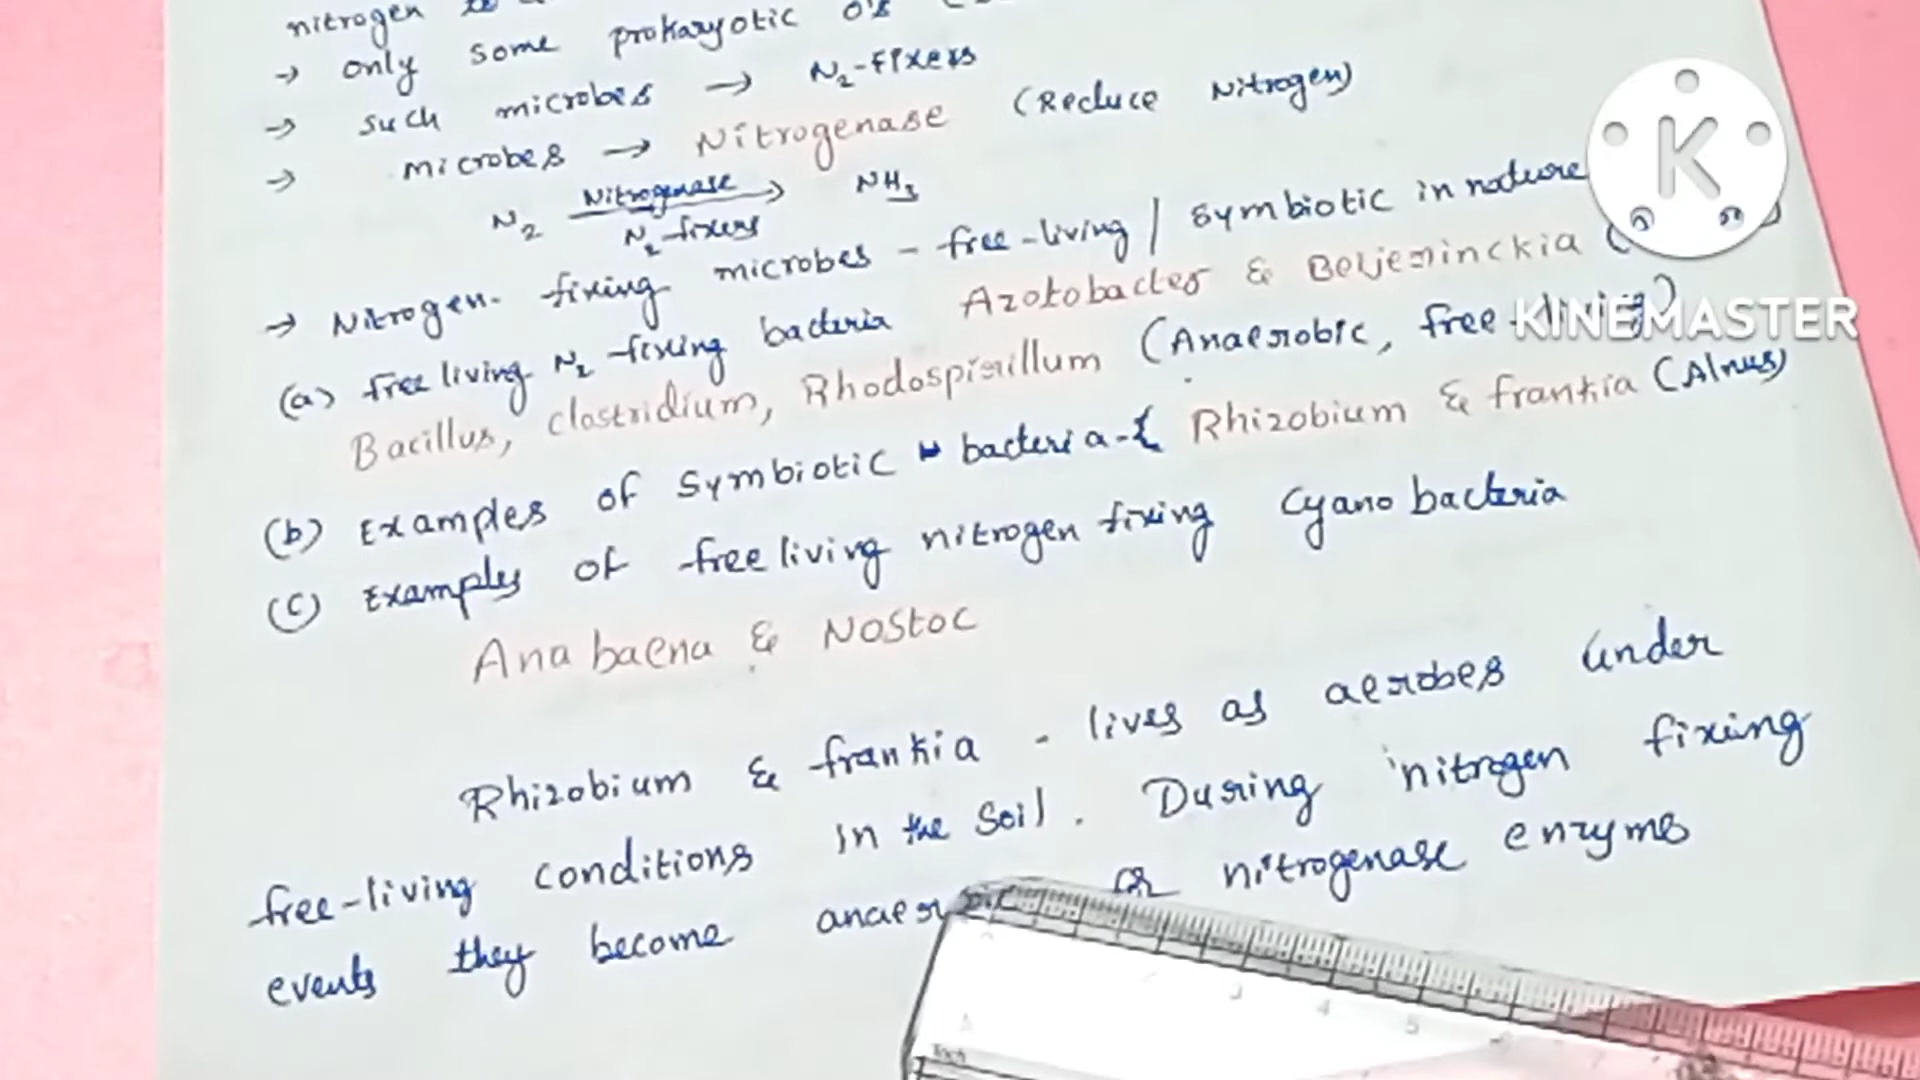 nitrogen
→ only some prokaryotic
→ such microbes → N2-Fixers
→ microbes → Nitrogenase (Reduce Nitrogen)
N2 Nitrogenase → N2-fixers NH3
→ Nitrogen-fixing microbes - free-living / symbiotic in nature
(a) free living N2-fixing bacteria Azotobacter & Beijerinckia (
Bacillus, clostridium, Rhodospirillum (Anaerobic, free living)
(b) Examples of Symbiotic bacteria-{ Rhizobium & frankia (Alnus)
(C) Examples of free living nitrogen fixing Cyanobacteria
Anabaena & NOStOC
Rhizobium & frankia - lives as aerobes under
free-living conditions in the Soil. During nitrogen fixing
events they become nitrogenase enzyme
KINEMASTER
K